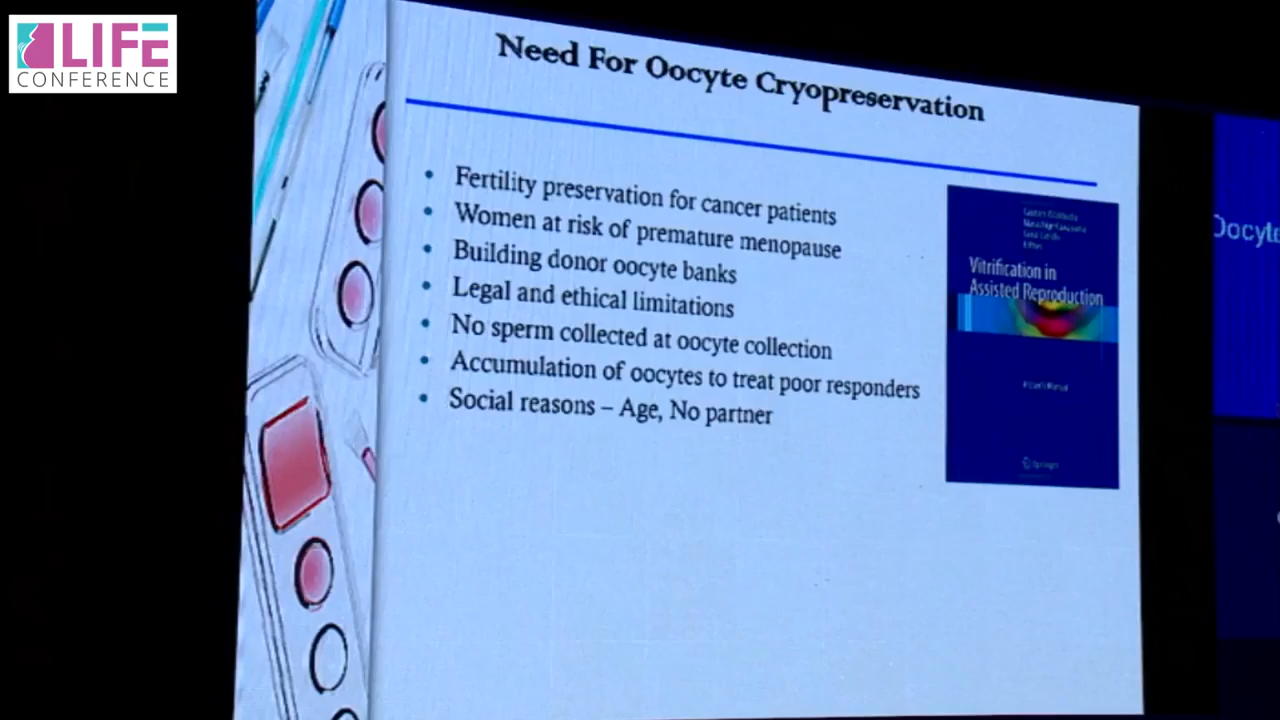 LIFE
CONFERENCE
Need For Oocyte Cryopreservation
• Fertility preservation for cancer patients
• Women at risk of premature menopause
• Building donor oocyte banks
• Legal and ethical limitations
• No sperm collected at oocyte collection
• Accumulation of oocytes to treat poor responders
• Social reasons – Age, No partner
Vitrification in
Assisted Reproduction
Springer
Oocyte